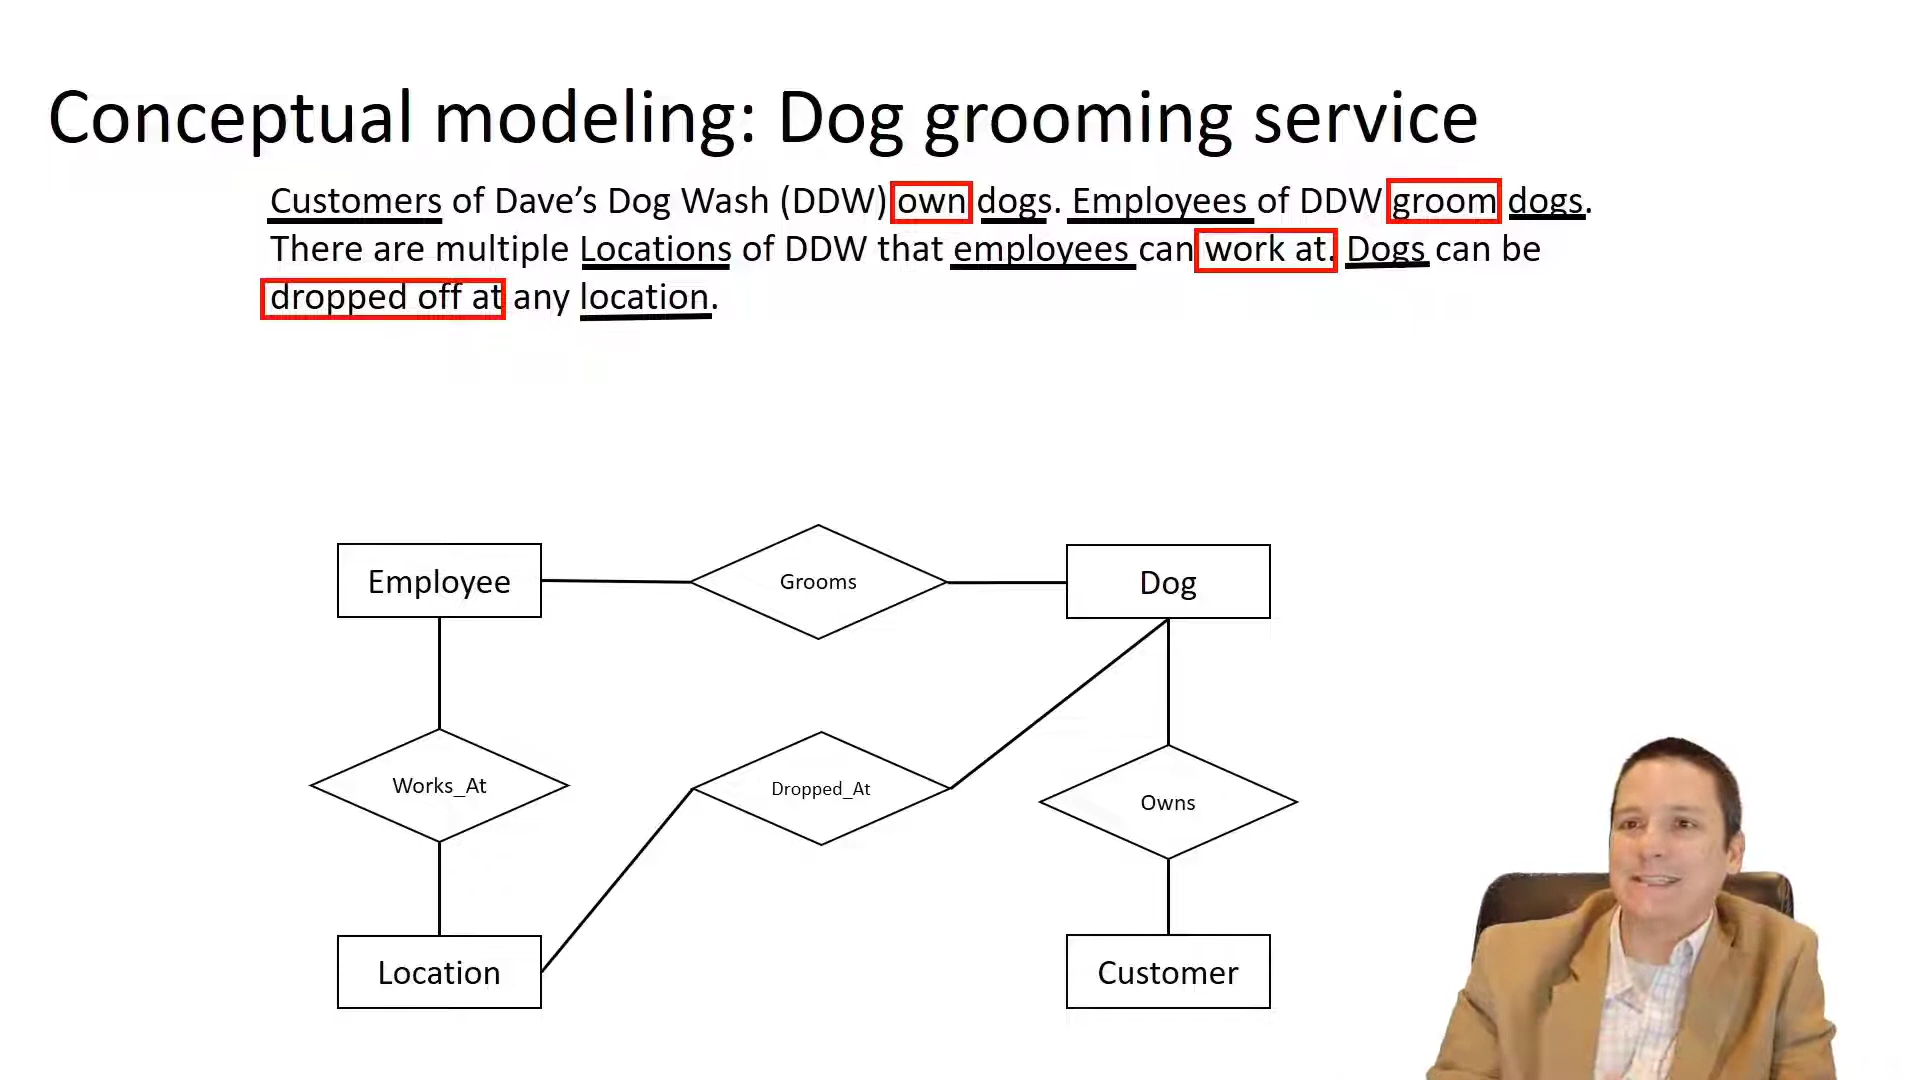 Conceptual modeling: Dog grooming service
Customers of Dave’s Dog Wash (DDW) own dogs. Employees of DDW groom dogs.
There are multiple Locations of DDW that employees can work at. Dogs can be
dropped off at any location.
Employee
Grooms
Dog
Works_At
Dropped_At
Owns
Location
Customer